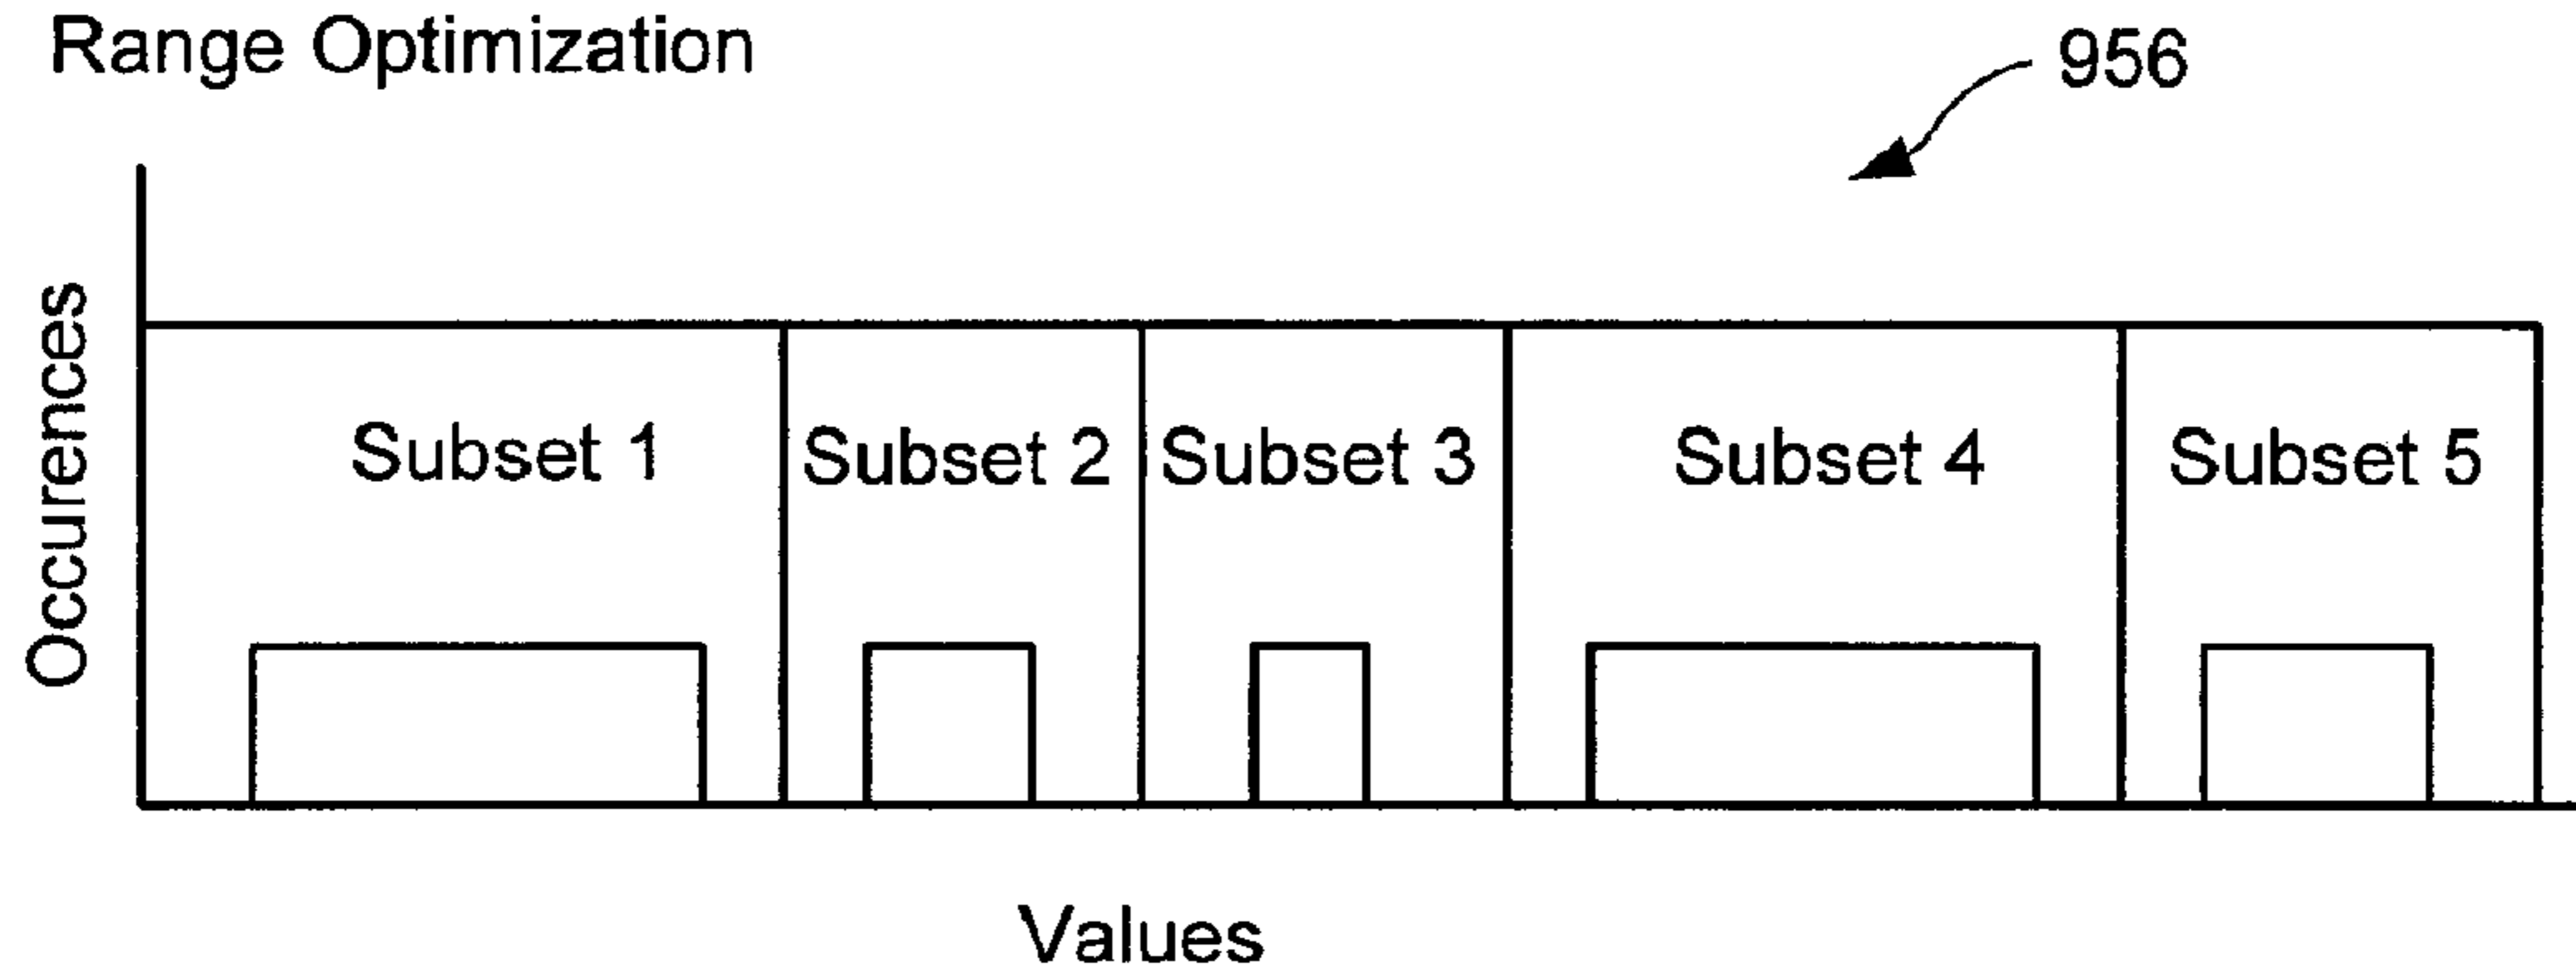 Range Optimization
956
Occurences
Subset 1
Subset 2
Subset 3
Subset 4
Subset 5
Values